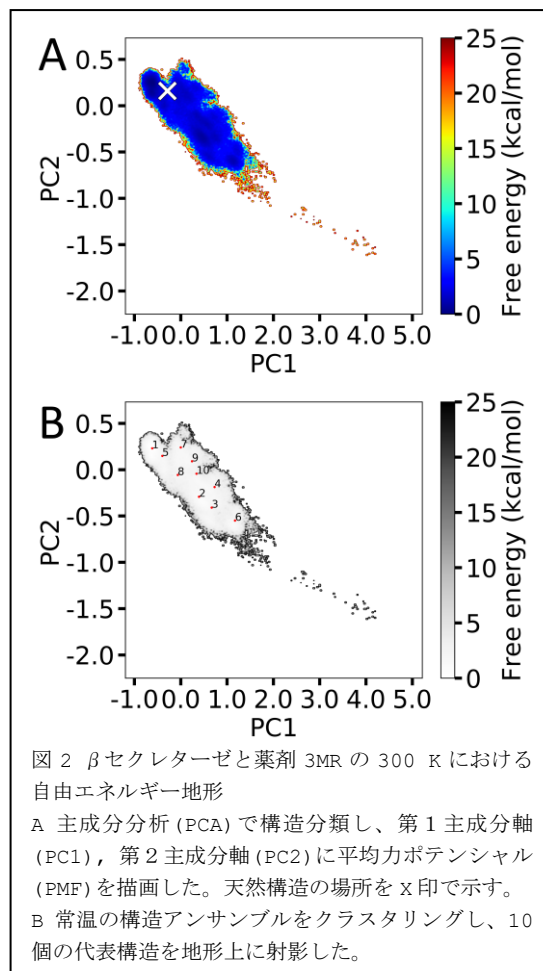 A
0.5
0.0
-0.5
-1.0
-1.5
-2.0
PC2
-1.0 0.0 1.0 2.0 3.0 4.0 5.0
PC1
25
20
15
10
5
0
Free energy (kcal/mol)
B
0.5
0.0
-0.5
-1.0
-1.5
-2.0
PC2
1
5
7
9
8
10
4
2
3
6
-1.0 0.0 1.0 2.0 3.0 4.0 5.0
PC1
25
20
15
10
5
0
Free energy (kcal/mol)
図 2 βセクレターゼと薬剤 3MR の 300 K における
自由エネルギー地形
A 主成分分析(PCA)で構造分類し、第１主成分軸
(PC1), 第２主成分軸(PC2)に平均力ポテンシャル
(PMF)を描画した。天然構造の場所を X 印で示す。
B 常温の構造アンサンブルをクラスタリングし、10
個の代表構造を地形上に射影した。